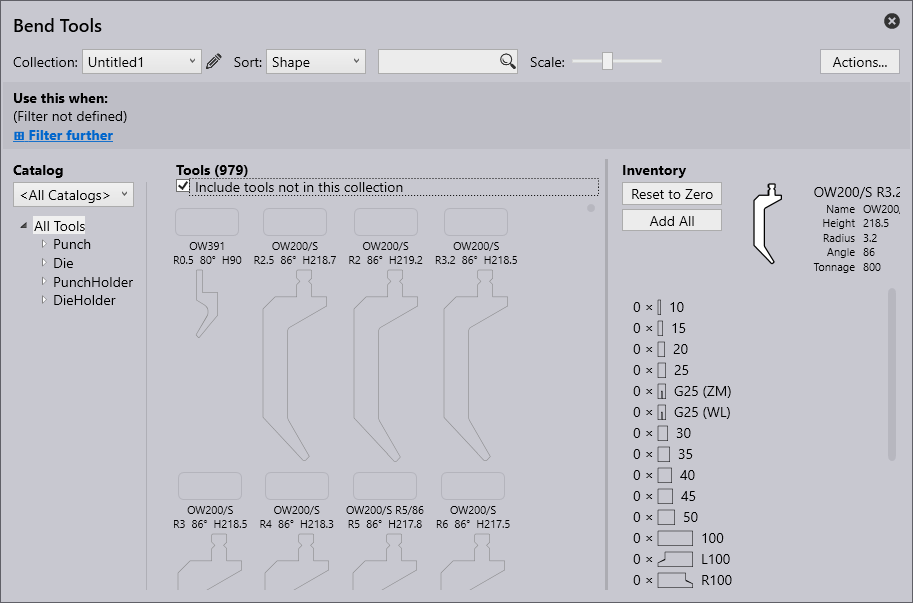 Bend Tools
Collection: Untitled1 Sort: Shape Scale: Actions...
Use this when:
(Filter not defined)
Filter further
Catalog
<All Catalogs>
All Tools
Punch
Die
PunchHolder
DieHolder
Tools (979)
Include tools not in this collection
OW391
R0.5 80° H90
OW200/S
R2.5 86° H218.7
OW200/S
R2 86° H219.2
OW200/S
R3.2 86° H218.5
OW200/S
R3 86° H218.5
OW200/S
R4 86° H218.3
OW200/S R5/86
R5 86° H217.8
OW200/S
R6 86° H217.5
Inventory
Reset to Zero
Add All
OW200/S R3.2
Name OW200,
Height 218.5
Radius 3.2
Angle 86
Tonnage 800
0 × 10
0 × 15
0 × 20
0 × 25
0 × G25 (ZM)
0 × G25 (WL)
0 × 30
0 × 35
0 × 40
0 × 45
0 × 50
0 × 100
0 × L100
0 × R100